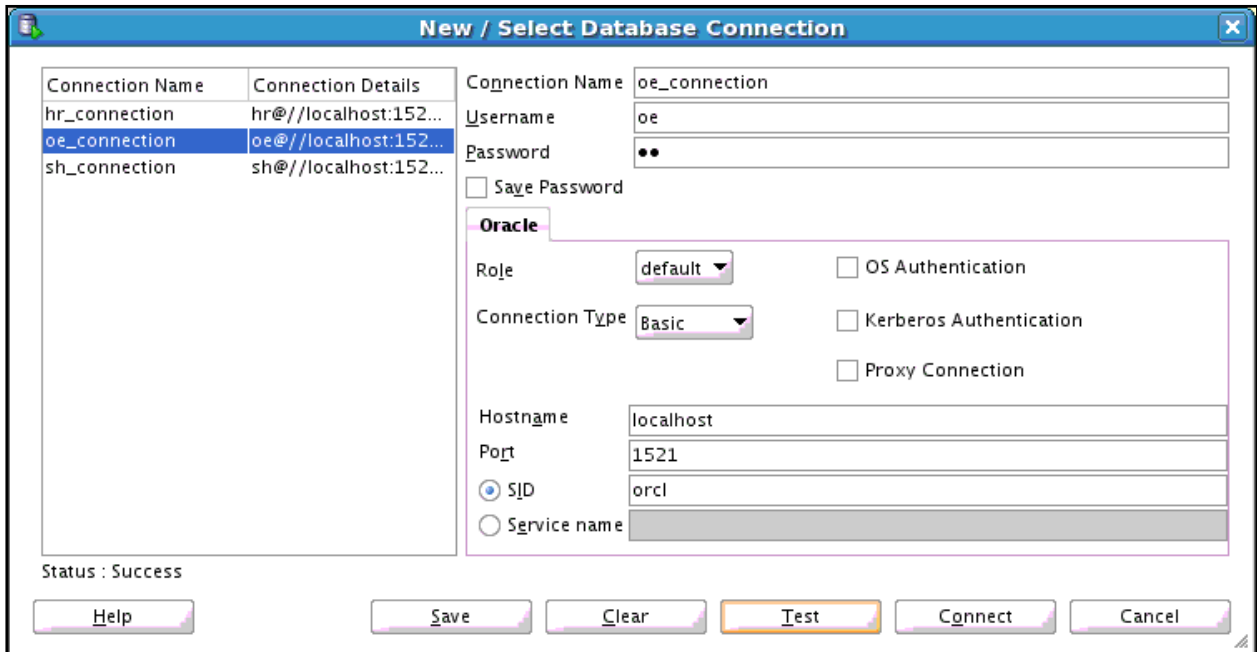 New / Select Database Connection
Connection Name Connection Details
hr_connection hr@//localhost:152...
oe_connection oe@//localhost:152...
sh_connection sh@//localhost:152...
Connection Name oe_connection
Username oe
Password ●●
Save Password
Oracle
Role default OS Authentication
Connection Type Basic Kerberos Authentication
Proxy Connection
Hostname localhost
Port 1521
SID orcl
Service name
Status : Success
Help Save Clear Test Connect Cancel